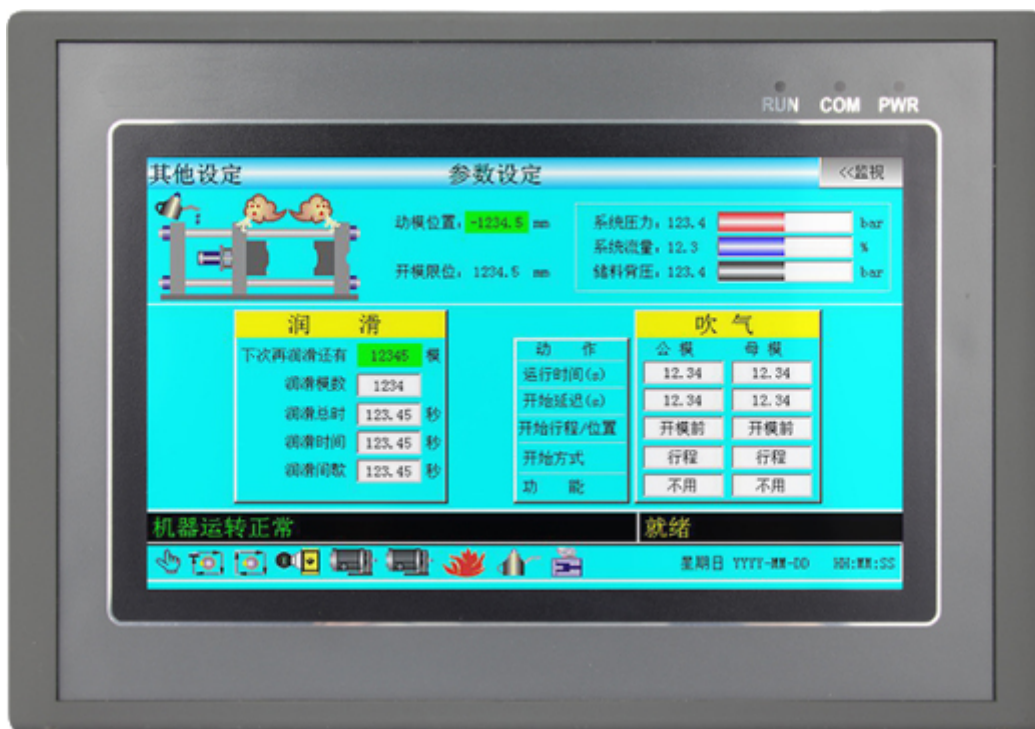 RUN COM PWR
其他设定 参数设定 <<监视
动模位置: -1234.5 mm 系统压力: 123.4 bar
系统流量: 12.3 %
开模限位: 1234.5 mm 储料背压: 123.4 bar
润 滑
下次再润滑还有 12345 模
润滑模数 1234
润滑总时 123.45 秒
润滑时间 123.45 秒
润滑间歇 123.45 秒
吹 气
动 作 公模 母模
运行时间(s) 12.34 12.34
开始延迟(s) 12.34 12.34
开始行程/位置 开模前 开模前
开始方式 行程 行程
功 能 不用 不用
机器运转正常 就绪
星期日 YYYY-MM-DD HH:MM:SS